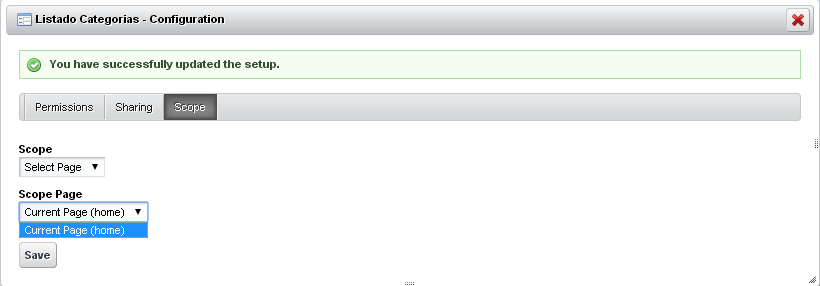 Listado Categorias - Configuration
You have successfully updated the setup.
Permissions Sharing Scope
Scope
Select Page
Scope Page
Current Page (home)
Current Page (home)
Save